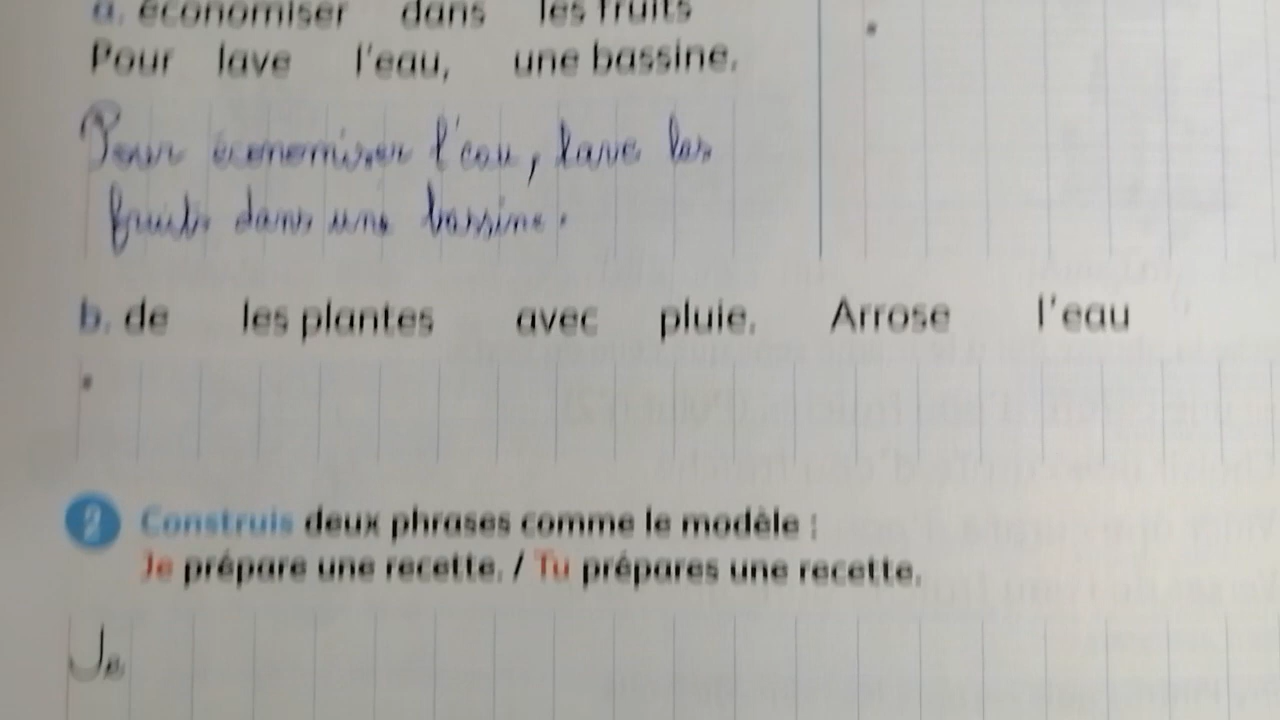 a. économiser dans les fruits
Pour lave l'eau, une bassine.
Pour économiser l'eau, lave les
fruits dans une bassine.
b. de les plantes avec pluie. Arrose l'eau
2 Construis deux phrases comme le modèle :
Je prépare une recette. / Tu prépares une recette.
Je